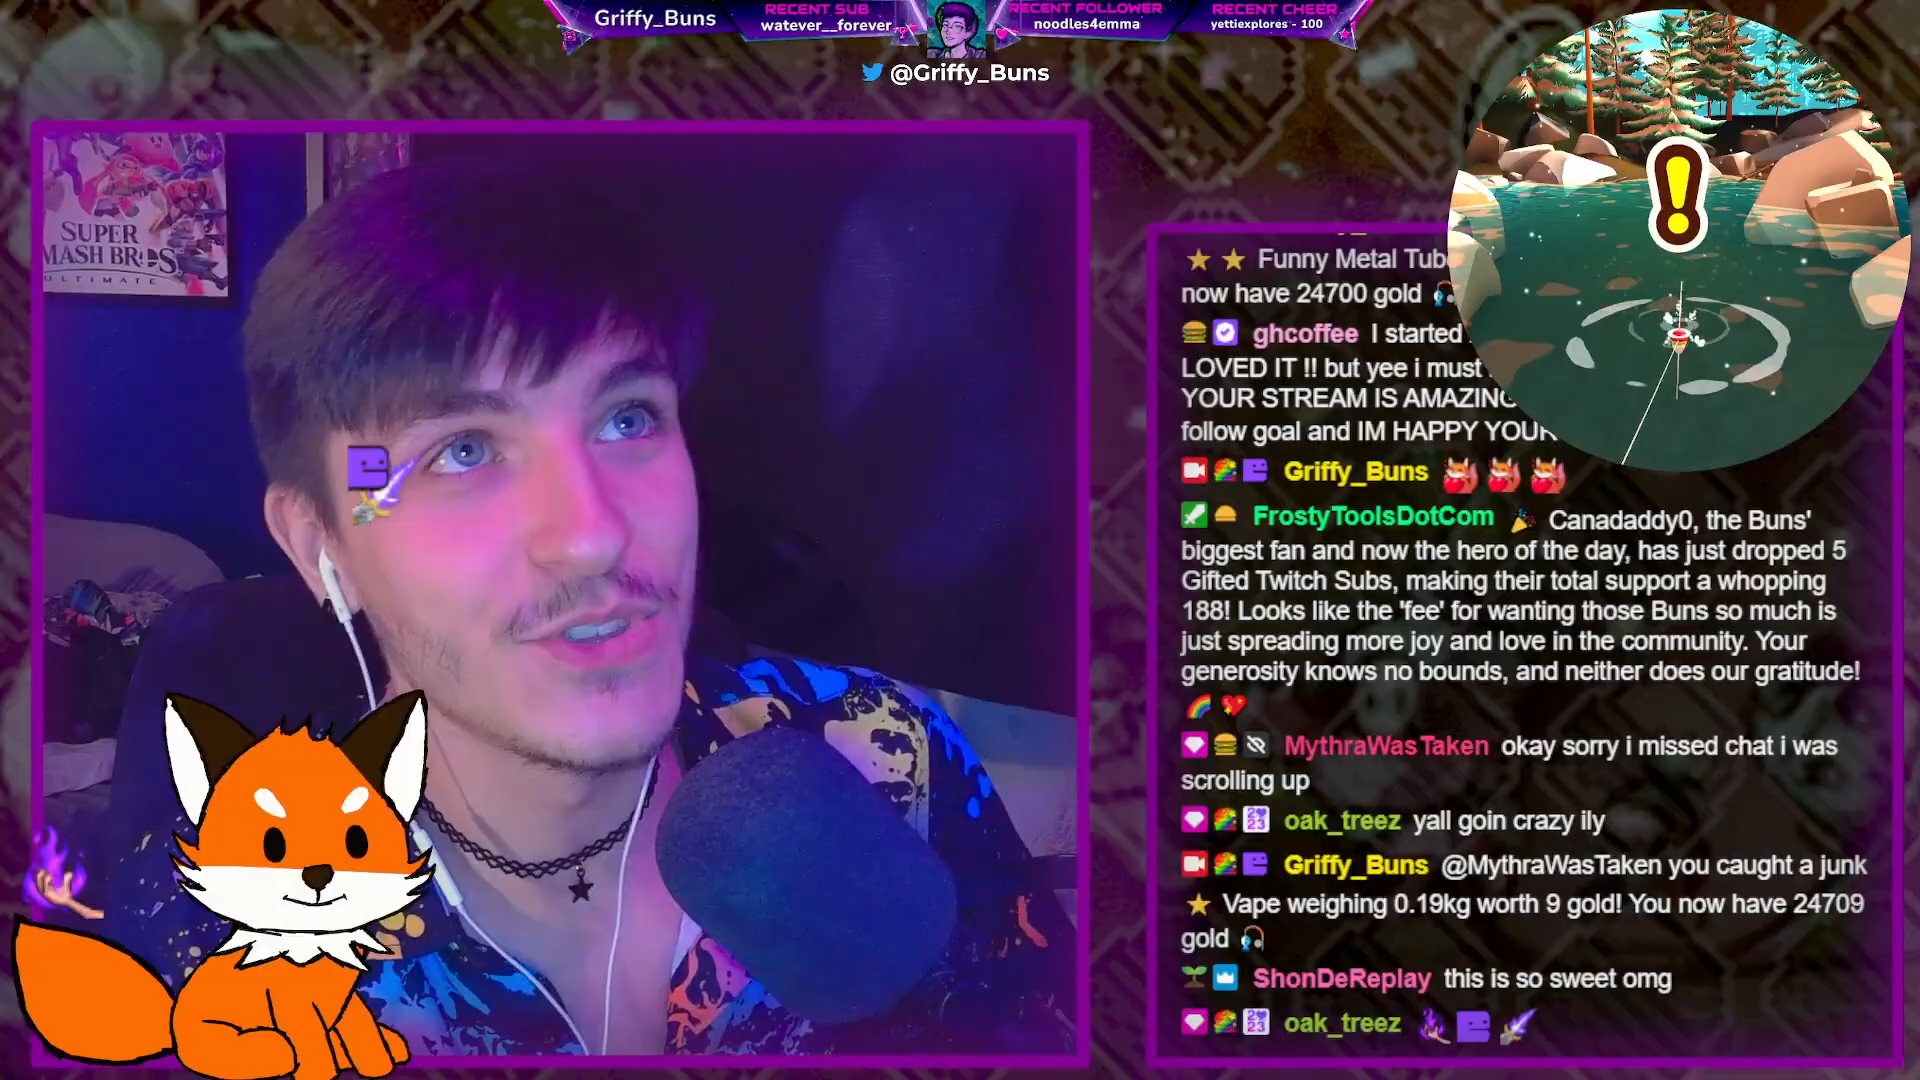 Griffy_Buns
RECENT SUB
watever__forever
RECENT FOLLOWER
noodles4emma
RECENT CHEER
yettiexplores - 100
@Griffy_Buns
SUPER
MASH BROS
ULTIMATE
Funny Metal
now have 24700 gold
ghcoffee I started
LOVED IT !! but yee i must
YOUR STREAM IS AMAZING
follow goal and IM HAPPY YOUR
Griffy_Buns
FrostyToolsDotCom Canadaddy0, the Buns'
biggest fan and now the hero of the day, has just dropped 5
Gifted Twitch Subs, making their total support a whopping
188! Looks like the 'fee' for wanting those Buns so much is
just spreading more joy and love in the community. Your
generosity knows no bounds, and neither does our gratitude!
MythraWasTaken okay sorry i missed chat i was
scrolling up
2023 oak_treez yall goin crazy ily
Griffy_Buns @MythraWasTaken you caught a junk
Vape weighing 0.19kg worth 9 gold! You now have 24709
gold
ShonDeReplay this is so sweet omg
2023 oak_treez